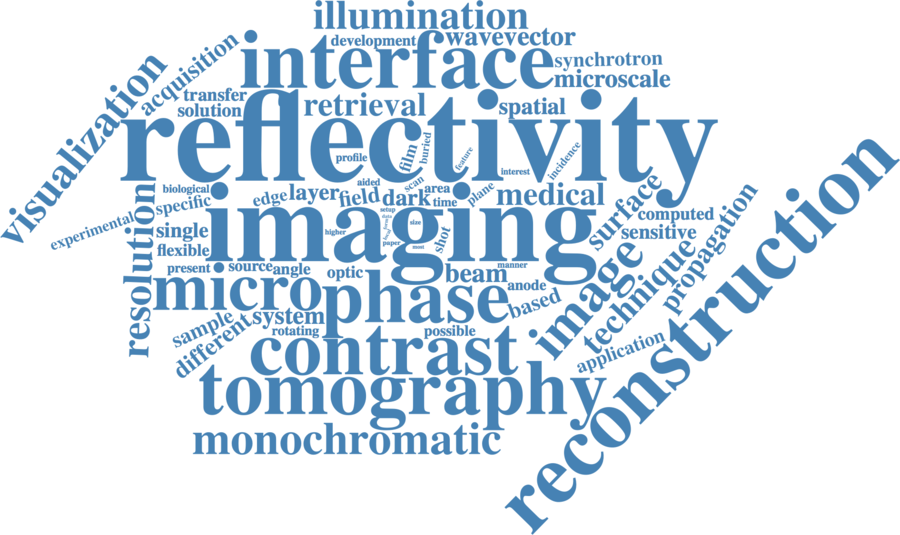 illumination
development
wavevector
interface
synchrotron
microscale
acquisition
visualization
transfer
solution
retrieval
spatial
reflectivity
profile
film
buried
feature
interest
incidence
biological
specific
edge
layer
aided
field
dark
scan
area
time
plane
medical
imaging
setup
data
form
local
size
paper
most
higher
shot
surface
computed
sensitive
experimental
resolution
single
flexible
present
source
angle
optic
beam
manner
anode
based
image
technique
propagation
micro
phase
sample
different
system
rotating
possible
contrast
application
tomography
monochromatic
reconstruction